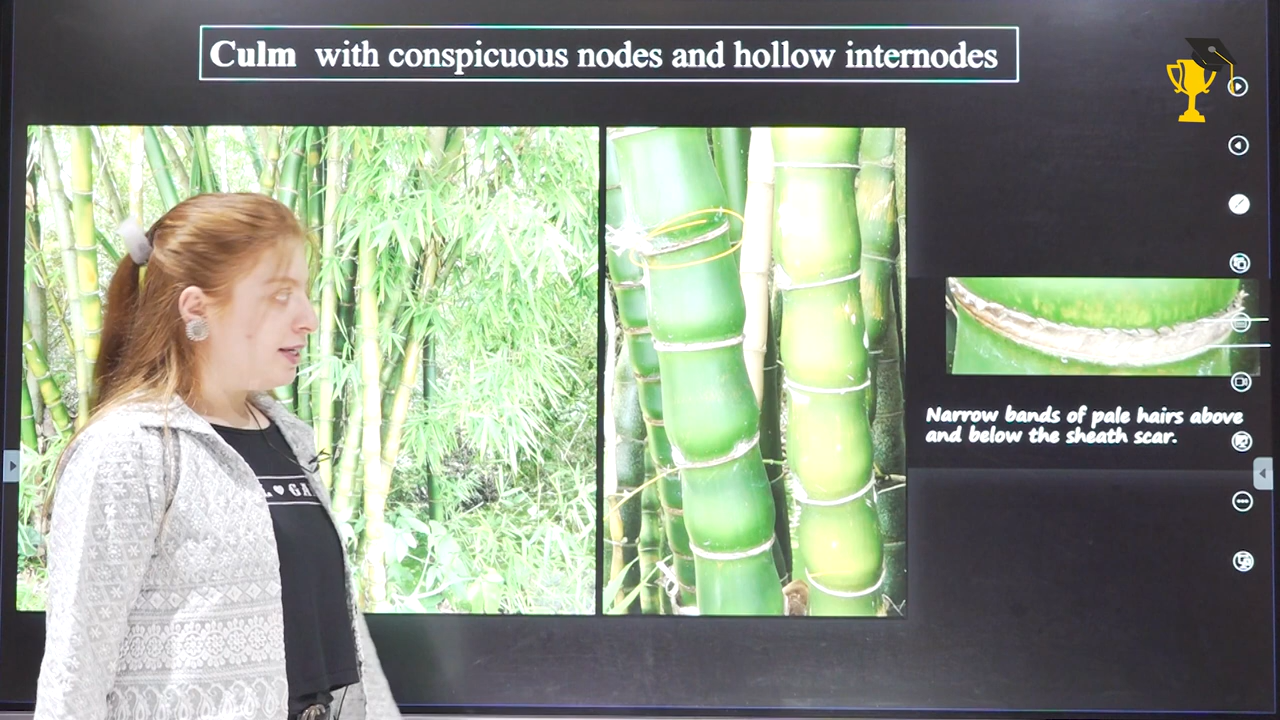 Culm with conspicuous nodes and hollow internodes
Narrow bands of pale hairs above
and below the sheath scar.